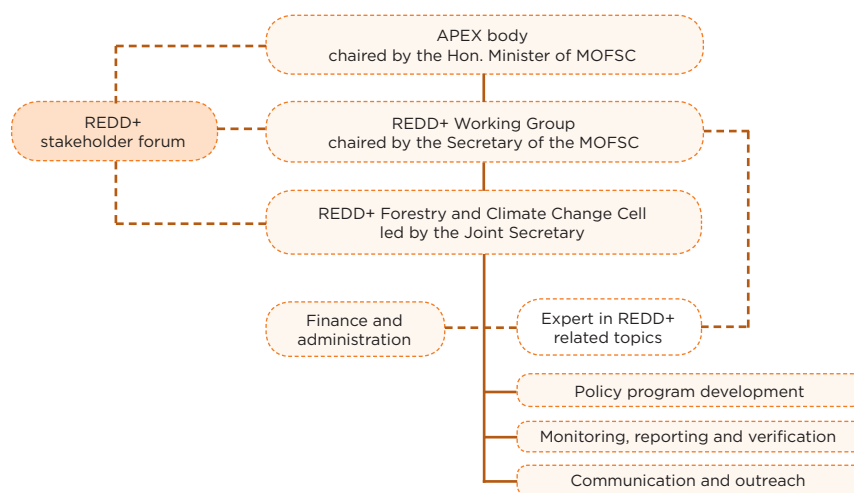 APEX body
chaired by the Hon. Minister of MOFSC
REDD+
stakeholder forum
REDD+ Working Group
chaired by the Secretary of the MOFSC
REDD+ Forestry and Climate Change Cell
led by the Joint Secretary
Finance and
administration
Expert in REDD+
related topics
Policy program development
Monitoring, reporting and verification
Communication and outreach